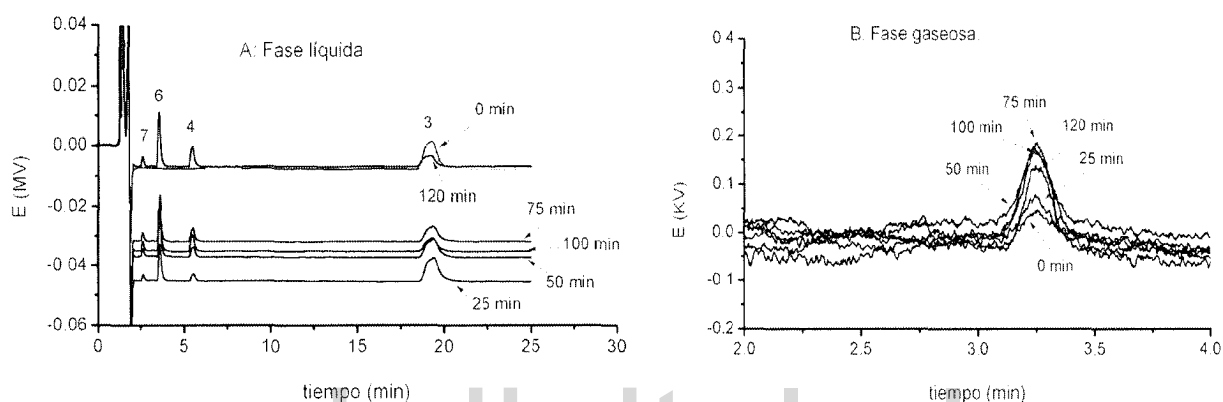 A: Fase líquida
E (MV)
0.04
0.02
0.00
-0.02
-0.04
-0.06
7
6
4
3
0 min
120 min
75 min
100 min
50 min
25 min
0
5
10
15
20
25
30
tiempo (min)
B. Fase gaseosa.
E (KV)
0.4
0.3
0.2
0.1
0.0
-0.1
-0.2
75 min
100 min
120 min
50 min
25 min
0 min
2.0
2.5
3.0
3.5
4.0
tiempo (min)